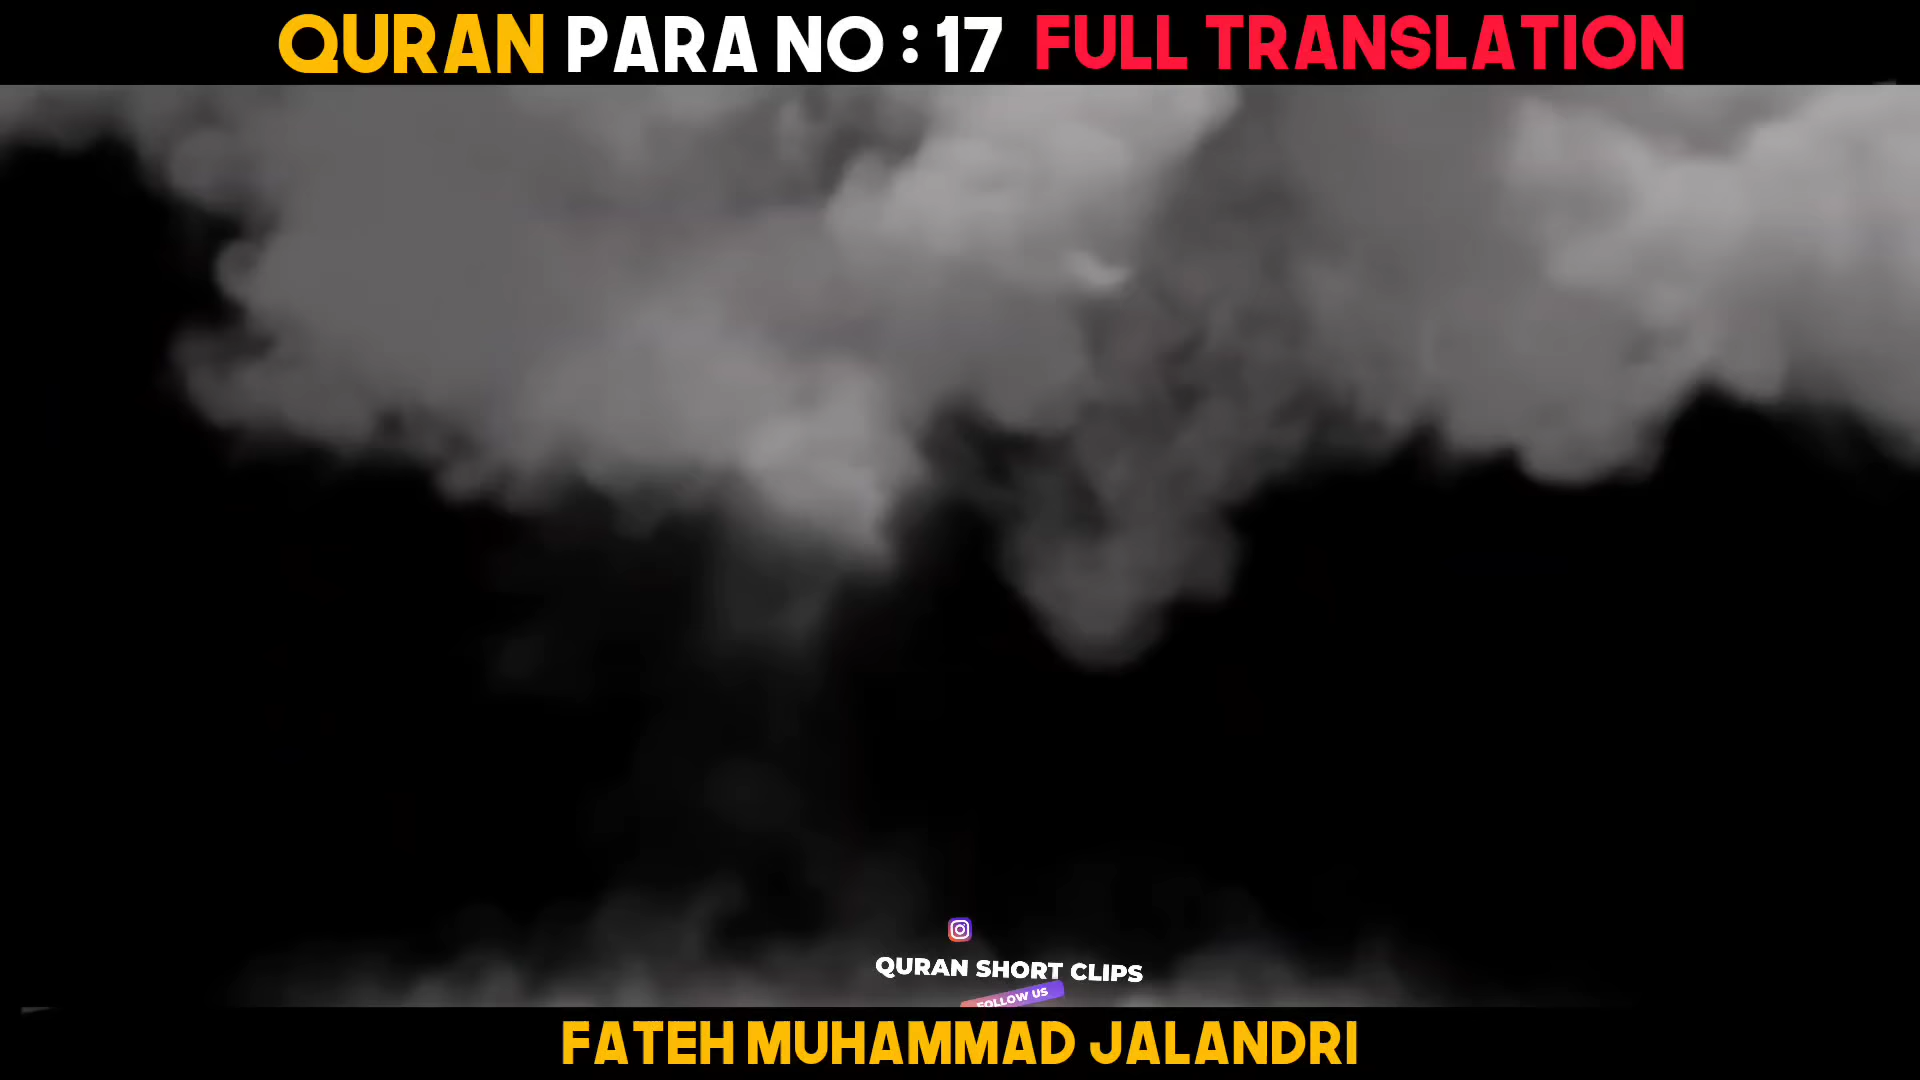 QURAN PARA NO : 17 FULL TRANSLATION
QURAN SHORT CLIPS
FOLLOW US
FATEH MUHAMMAD JALANDRI